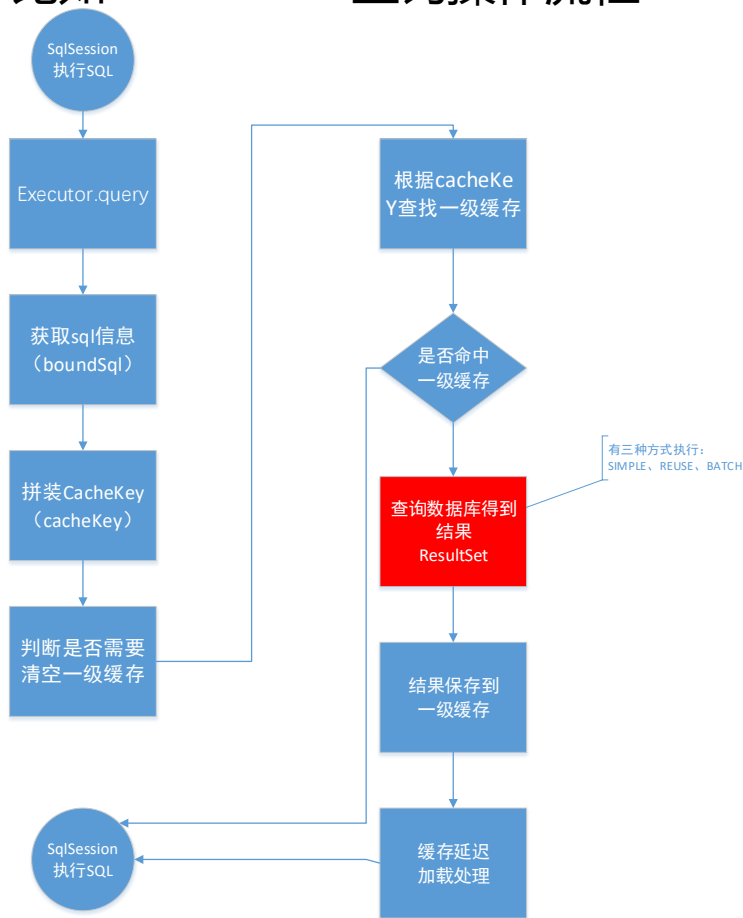 SqlSession
执行SQL
Executor.query
获取sql信息
（boundSql）
拼装CacheKey
（cacheKey）
判断是否需要
清空一级缓存
根据cacheKe
Y查找一级缓存
是否命中
一级缓存
有三种方式执行：
SIMPLE、REUSE、BATCH
查询数据库得到
结果
ResultSet
结果保存到
一级缓存
缓存延迟
加载处理
SqlSession
执行SQL